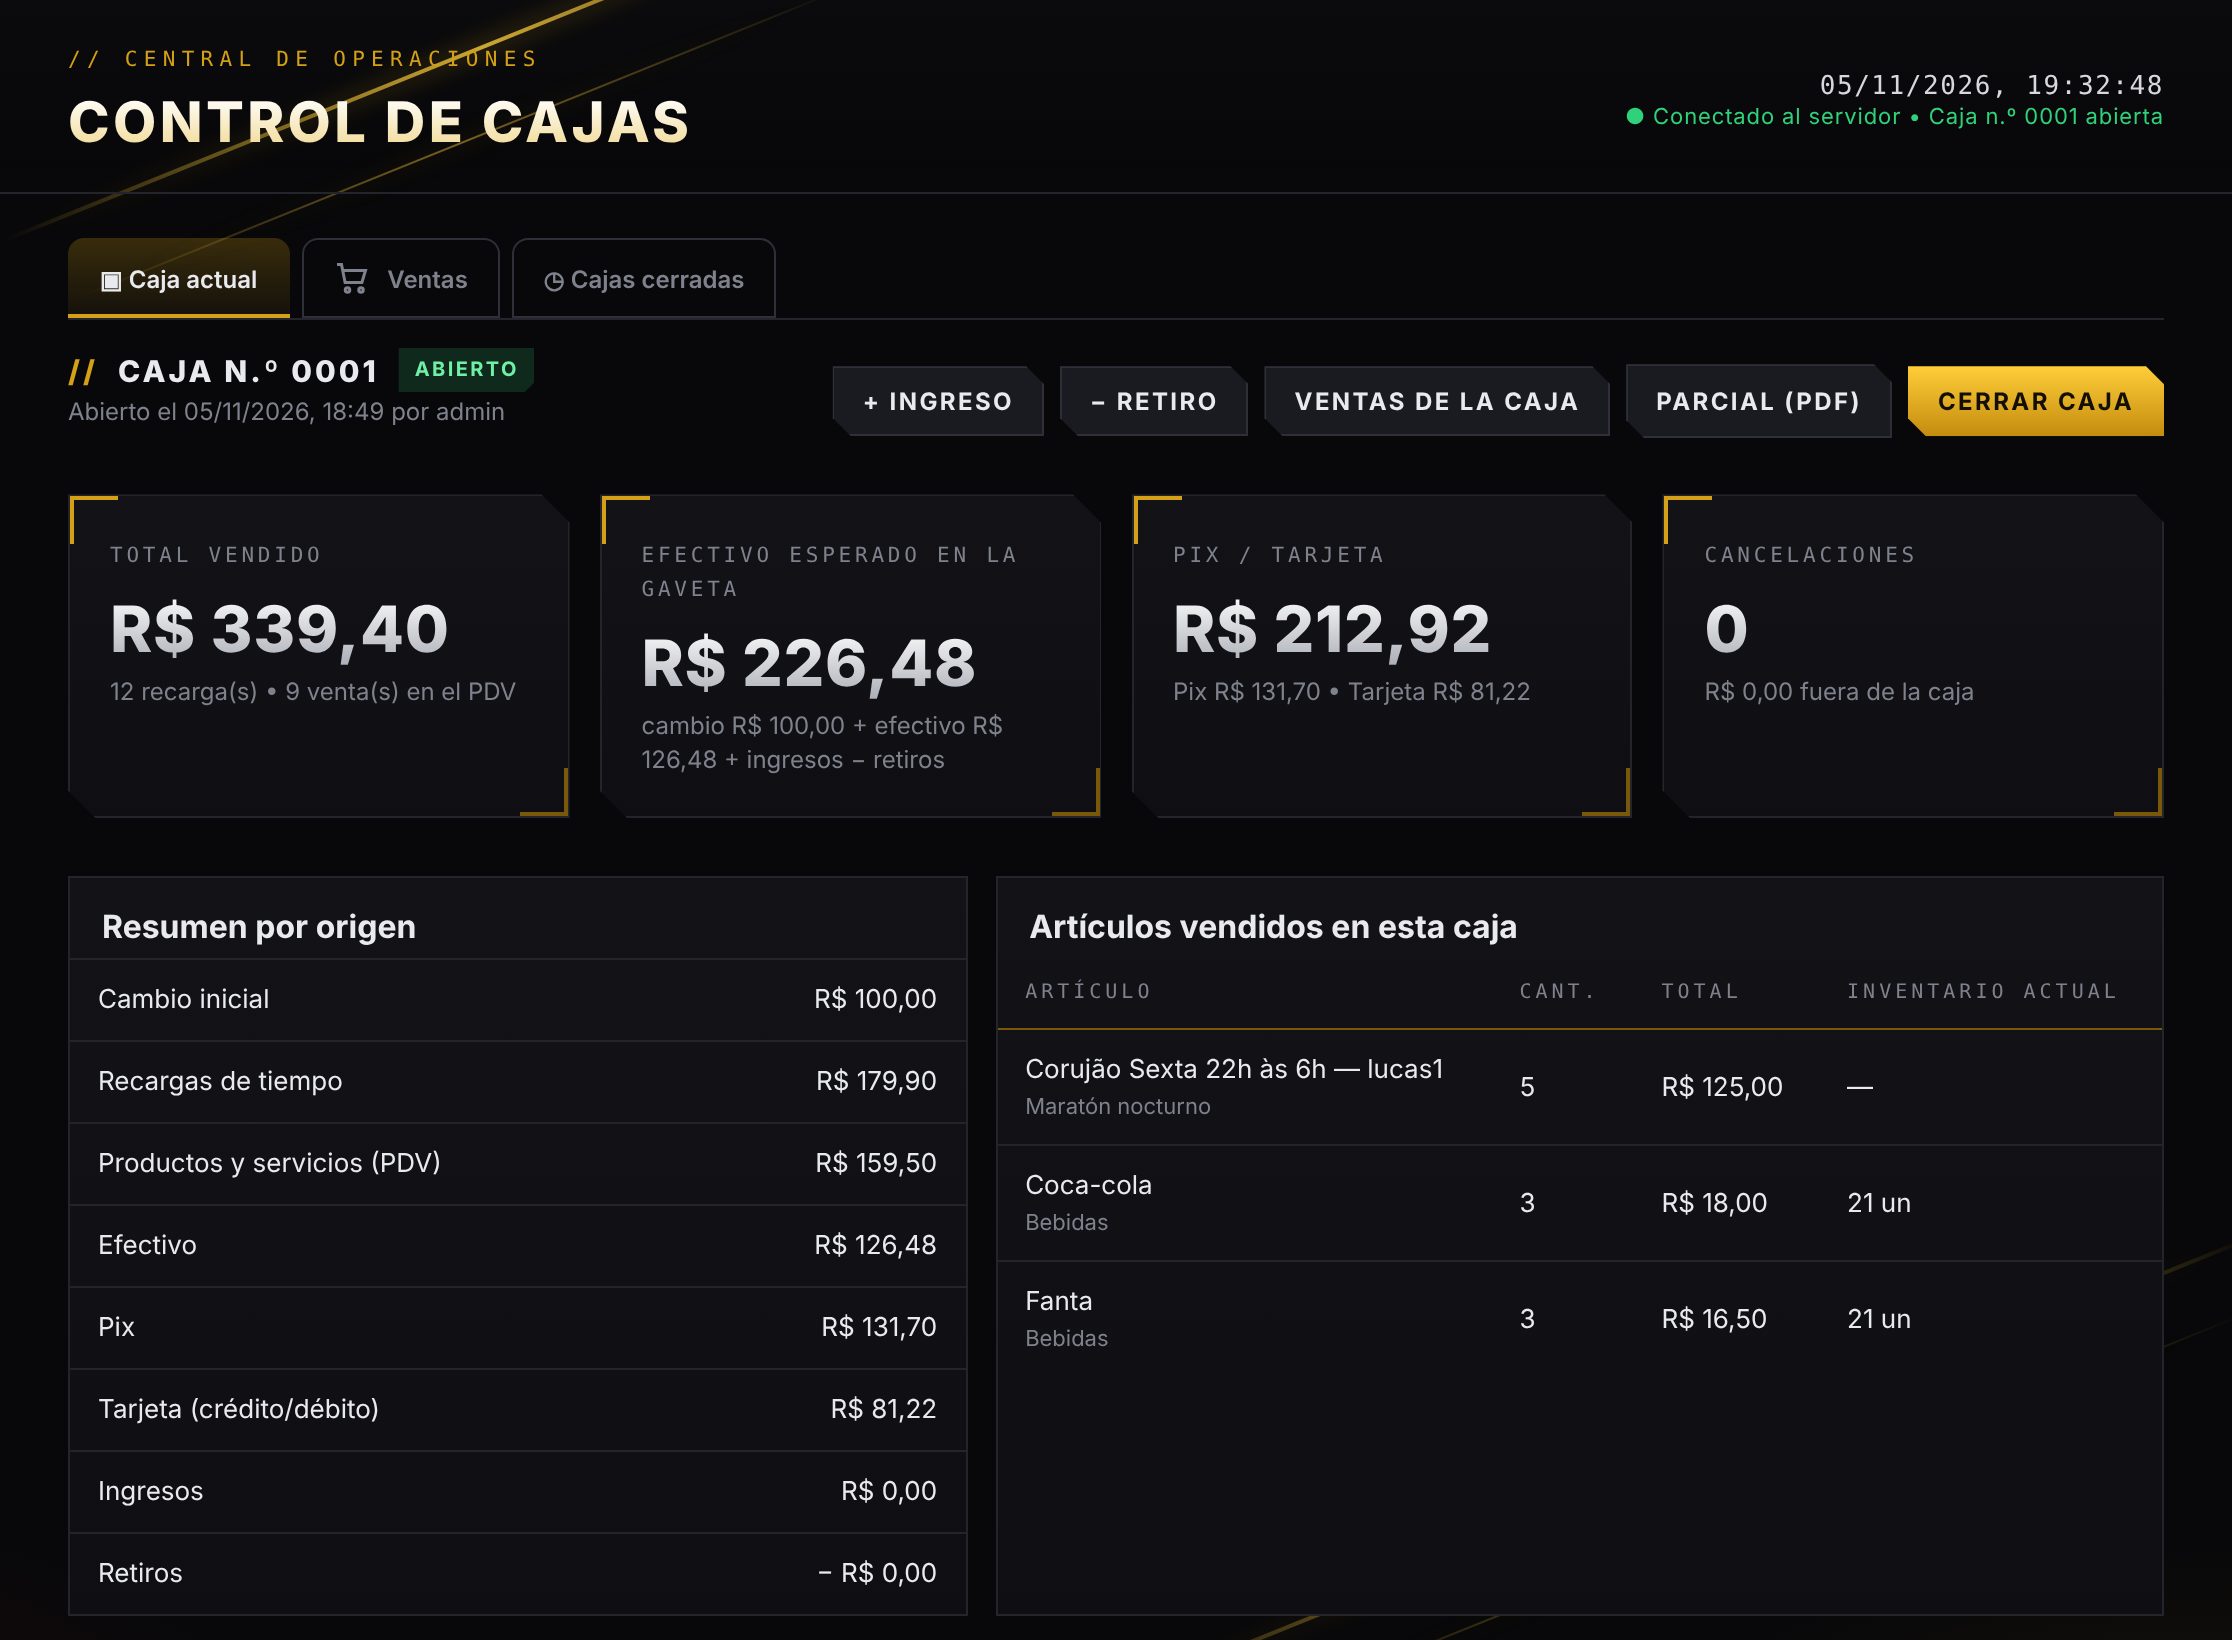 // CENTRAL DE OPERACIONES
CONTROL DE CAJAS
05/11/2026, 19:32:48
● Conectado al servidor • Caja n.º 0001 abierta
▣ Caja actual
Ventas
◷ Cajas cerradas
// CAJA N.º 0001
ABIERTO
Abierto el 05/11/2026, 18:49 por admin
+ INGRESO
− RETIRO
VENTAS DE LA CAJA
PARCIAL (PDF)
CERRAR CAJA
TOTAL VENDIDO
R$ 339,40
12 recarga(s) • 9 venta(s) en el PDV
EFECTIVO ESPERADO EN LA
GAVETA
R$ 226,48
cambio R$ 100,00 + efectivo R$
126,48 + ingresos − retiros
PIX / TARJETA
R$ 212,92
Pix R$ 131,70 • Tarjeta R$ 81,22
CANCELACIONES
0
R$ 0,00 fuera de la caja
Resumen por origen
Cambio inicial R$ 100,00
Recargas de tiempo R$ 179,90
Productos y servicios (PDV) R$ 159,50
Efectivo R$ 126,48
Pix R$ 131,70
Tarjeta (crédito/débito) R$ 81,22
Ingresos R$ 0,00
Retiros − R$ 0,00
Artículos vendidos en esta caja
ARTÍCULO CANT. TOTAL INVENTARIO ACTUAL
Corujão Sexta 22h às 6h — lucas1 5 R$ 125,00 —
Maratón nocturno
Coca-cola 3 R$ 18,00 21 un
Bebidas
Fanta 3 R$ 16,50 21 un
Bebidas